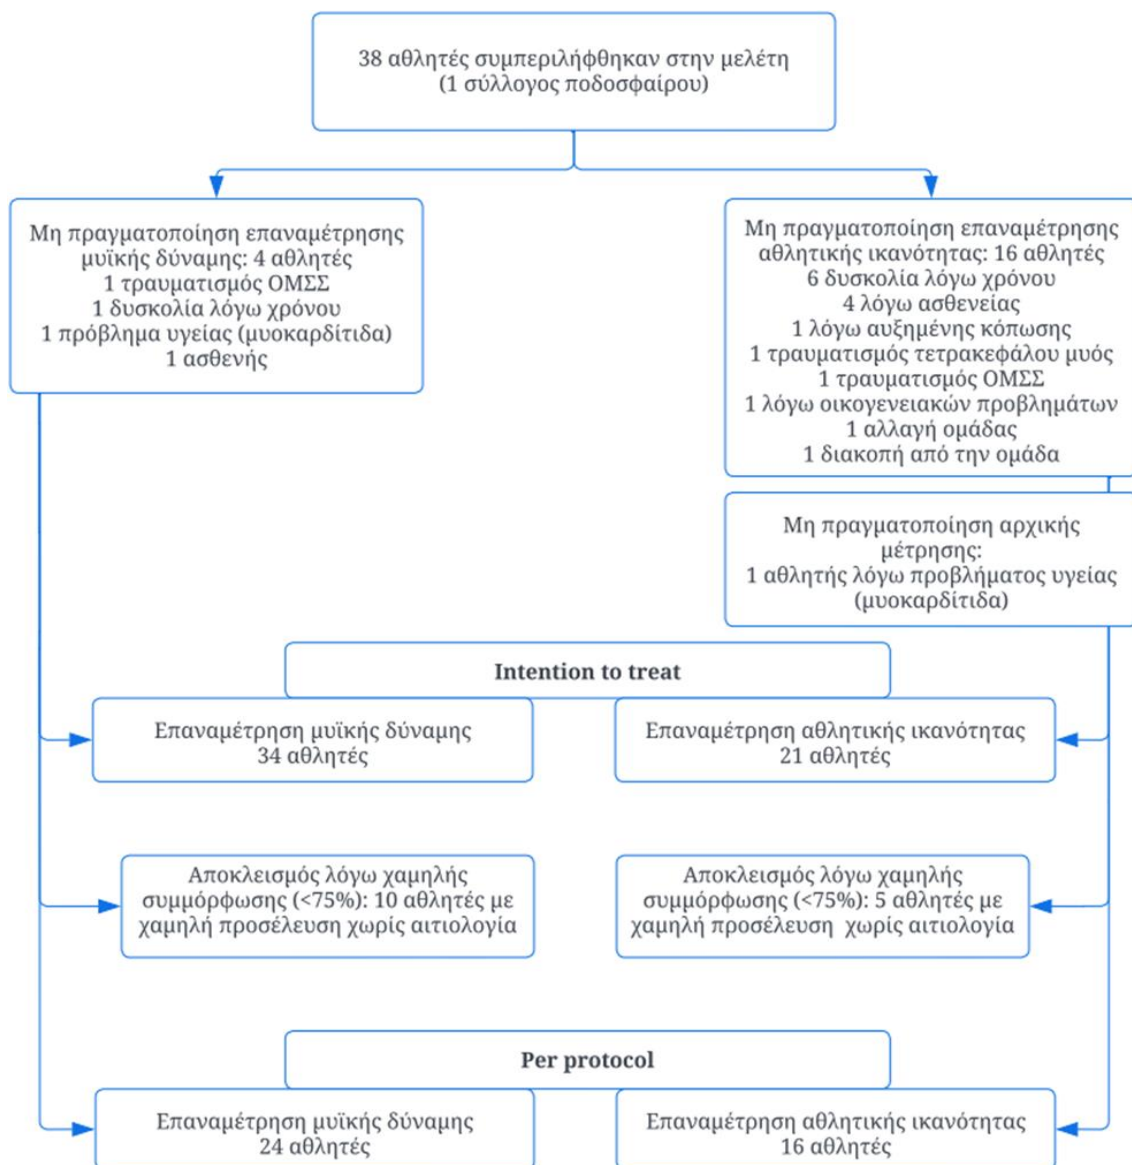 38 αθλητές συμπεριλήφθηκαν στην μελέτη
(1 σύλλογος ποδοσφαίρου)
Μη πραγματοποίηση επαναμέτρησης
μυϊκής δύναμης: 4 αθλητές
1 τραυματισμός ΟΜΣΣ
1 δυσκολία λόγω χρόνου
1 πρόβλημα υγείας (μυοκαρδίτιδα)
1 ασθενής
Μη πραγματοποίηση επαναμέτρησης
αθλητικής ικανότητας: 16 αθλητές
6 δυσκολία λόγω χρόνου
4 λόγω ασθενείας
1 λόγω αυξημένης κόπωσης
1 τραυματισμός τετρακεφάλου μυός
1 τραυματισμός ΟΜΣΣ
1 λόγω οικογενειακών προβλημάτων
1 αλλαγή ομάδας
1 διακοπή από την ομάδα
Μη πραγματοποίηση αρχικής
μέτρησης:
1 αθλητής λόγω προβλήματος υγείας
(μυοκαρδίτιδα)
Intention to treat
Επαναμέτρηση μυϊκής δύναμης
34 αθλητές
Επαναμέτρηση αθλητικής ικανότητας
21 αθλητές
Αποκλεισμός λόγω χαμηλής
συμμόρφωσης (<75%): 10 αθλητές με
χαμηλή προσέλευση χωρίς αιτιολογία
Αποκλεισμός λόγω χαμηλής
συμμόρφωσης (<75%): 5 αθλητές με
χαμηλή προσέλευση χωρίς αιτιολογία
Per protocol
Επαναμέτρηση μυϊκής δύναμης
24 αθλητές
Επαναμέτρηση αθλητικής ικανότητας
16 αθλητές